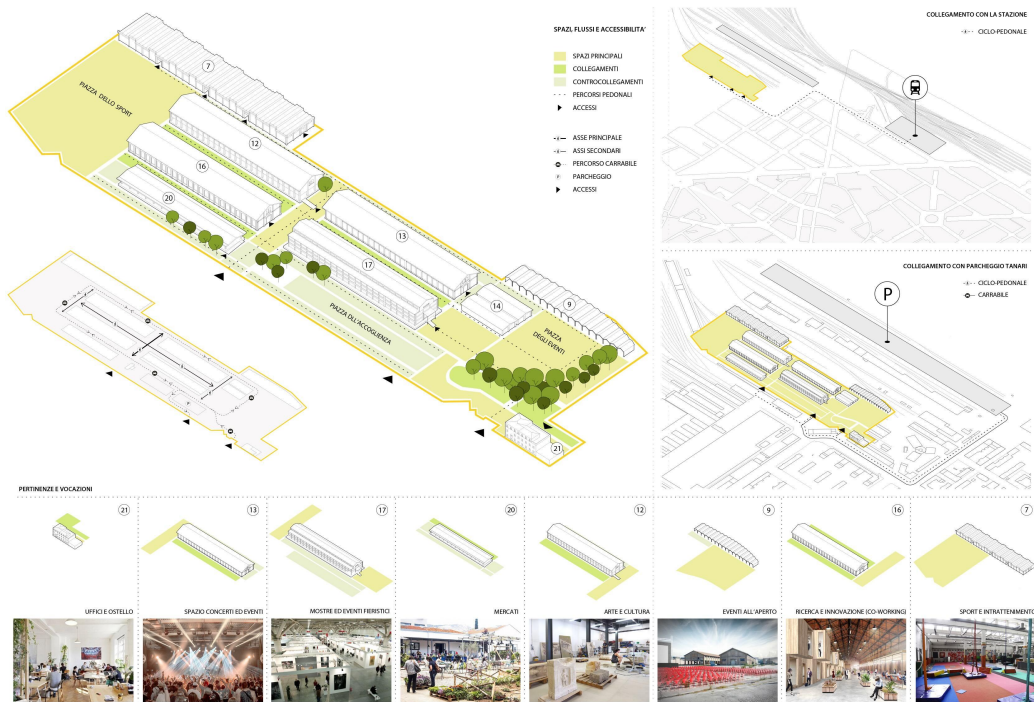 SPAZI, FLUSSI E ACCESSIBILITA'
SPAZI PRINCIPALI
COLLEGAMENTI
CONTROCOLLEGAMENTI
PERCORSI PEDONALI
ACCESSI
ASSE PRINCIPALE
ASSI SECONDARI
PERCORSO CARRABILE
P PARCHEGGIO
ACCESSI
7
PIAZZA DELLO SPORT
12
16
20
13
17
14
9
PIAZZA DLL'ACCOGLIENZA
PIAZZA
DEGLI EVENTI
21
COLLEGAMENTO CON LA STAZIONE
CICLO-PEDONALE
COLLEGAMENTO CON PARCHEGGIO TANARI
CICLO-PEDONALE
CARRABILE
P
PERTINENZE E VOCAZIONI
21
13
17
20
12
9
16
7
UFFICI E OSTELLO
SPAZIO CONCERTI ED EVENTI
MOSTRE ED EVENTI FIERISTICI
MERCATI
ARTE E CULTURA
EVENTI ALL'APERTO
RICERCA E INNOVAZIONE (CO-WORKING)
SPORT E INTRATTENIMENTO